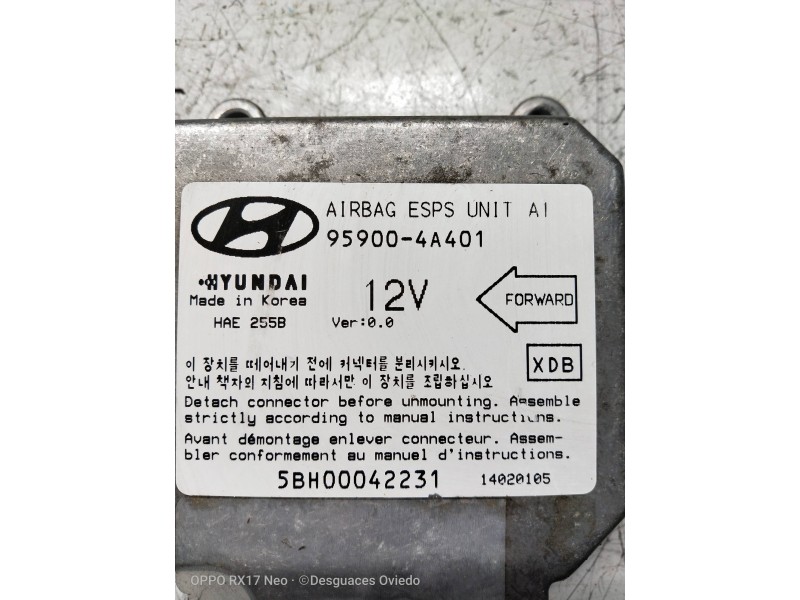 AIRBAG ESPS UNIT A1
95900-4A401
HYUNDAI
Made in Korea
12V
FORWARD
HAE 255B
Ver:0.0
XDB
이 장치를 떼어내기 전에 커넥터를 분리시키시오.
안내 책자의 지침에 따라서만 이 장치를 조립하십시오
Detach connector before unmounting. Assemble
strictly according to manual instructions.
Avant démontage enlever connecteur. Assem-
bler conformement au manuel d'instructions.
5BH00042231
14020105
OPPO RX17 Neo · ©Desguaces Oviedo